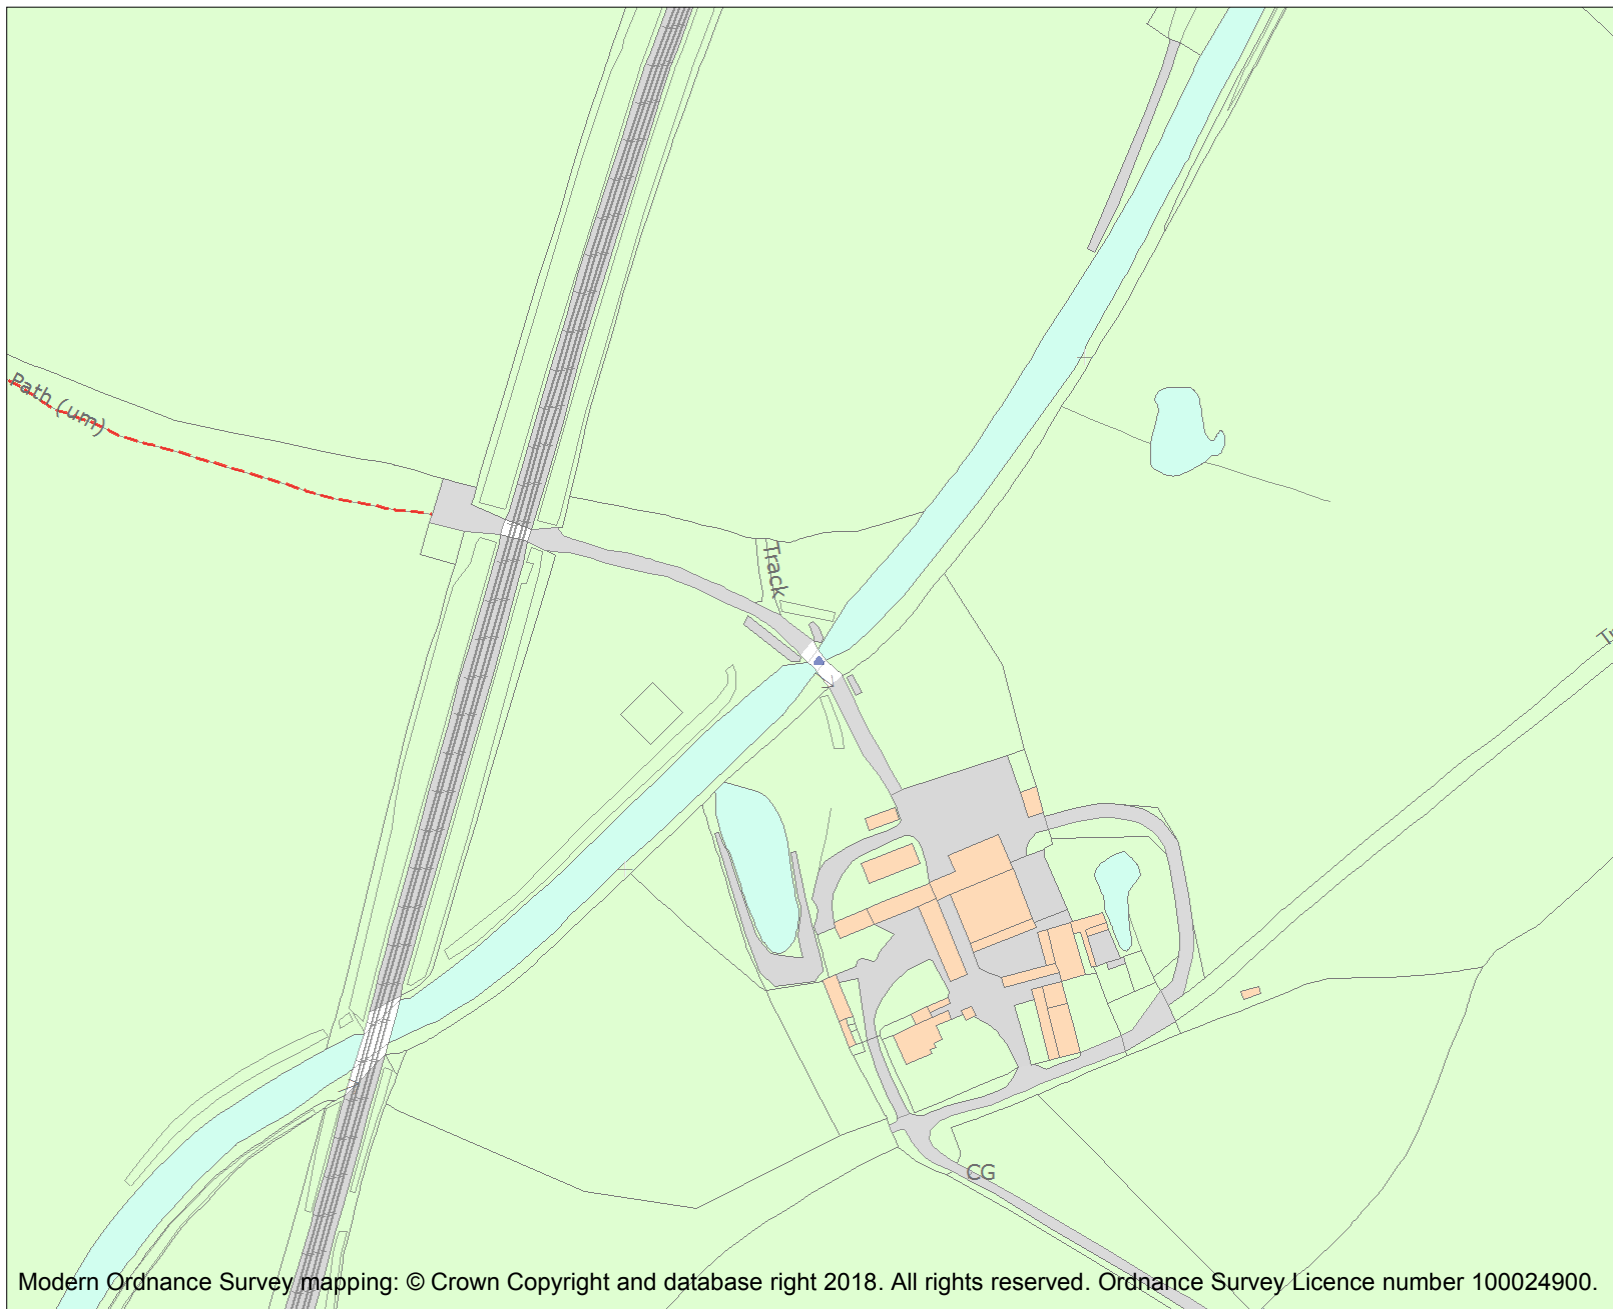 Path (um)
Track
Tr
CG
Modern Ordnance Survey mapping: © Crown Copyright and database right 2018. All rights reserved. Ordnance Survey Licence number 100024900.